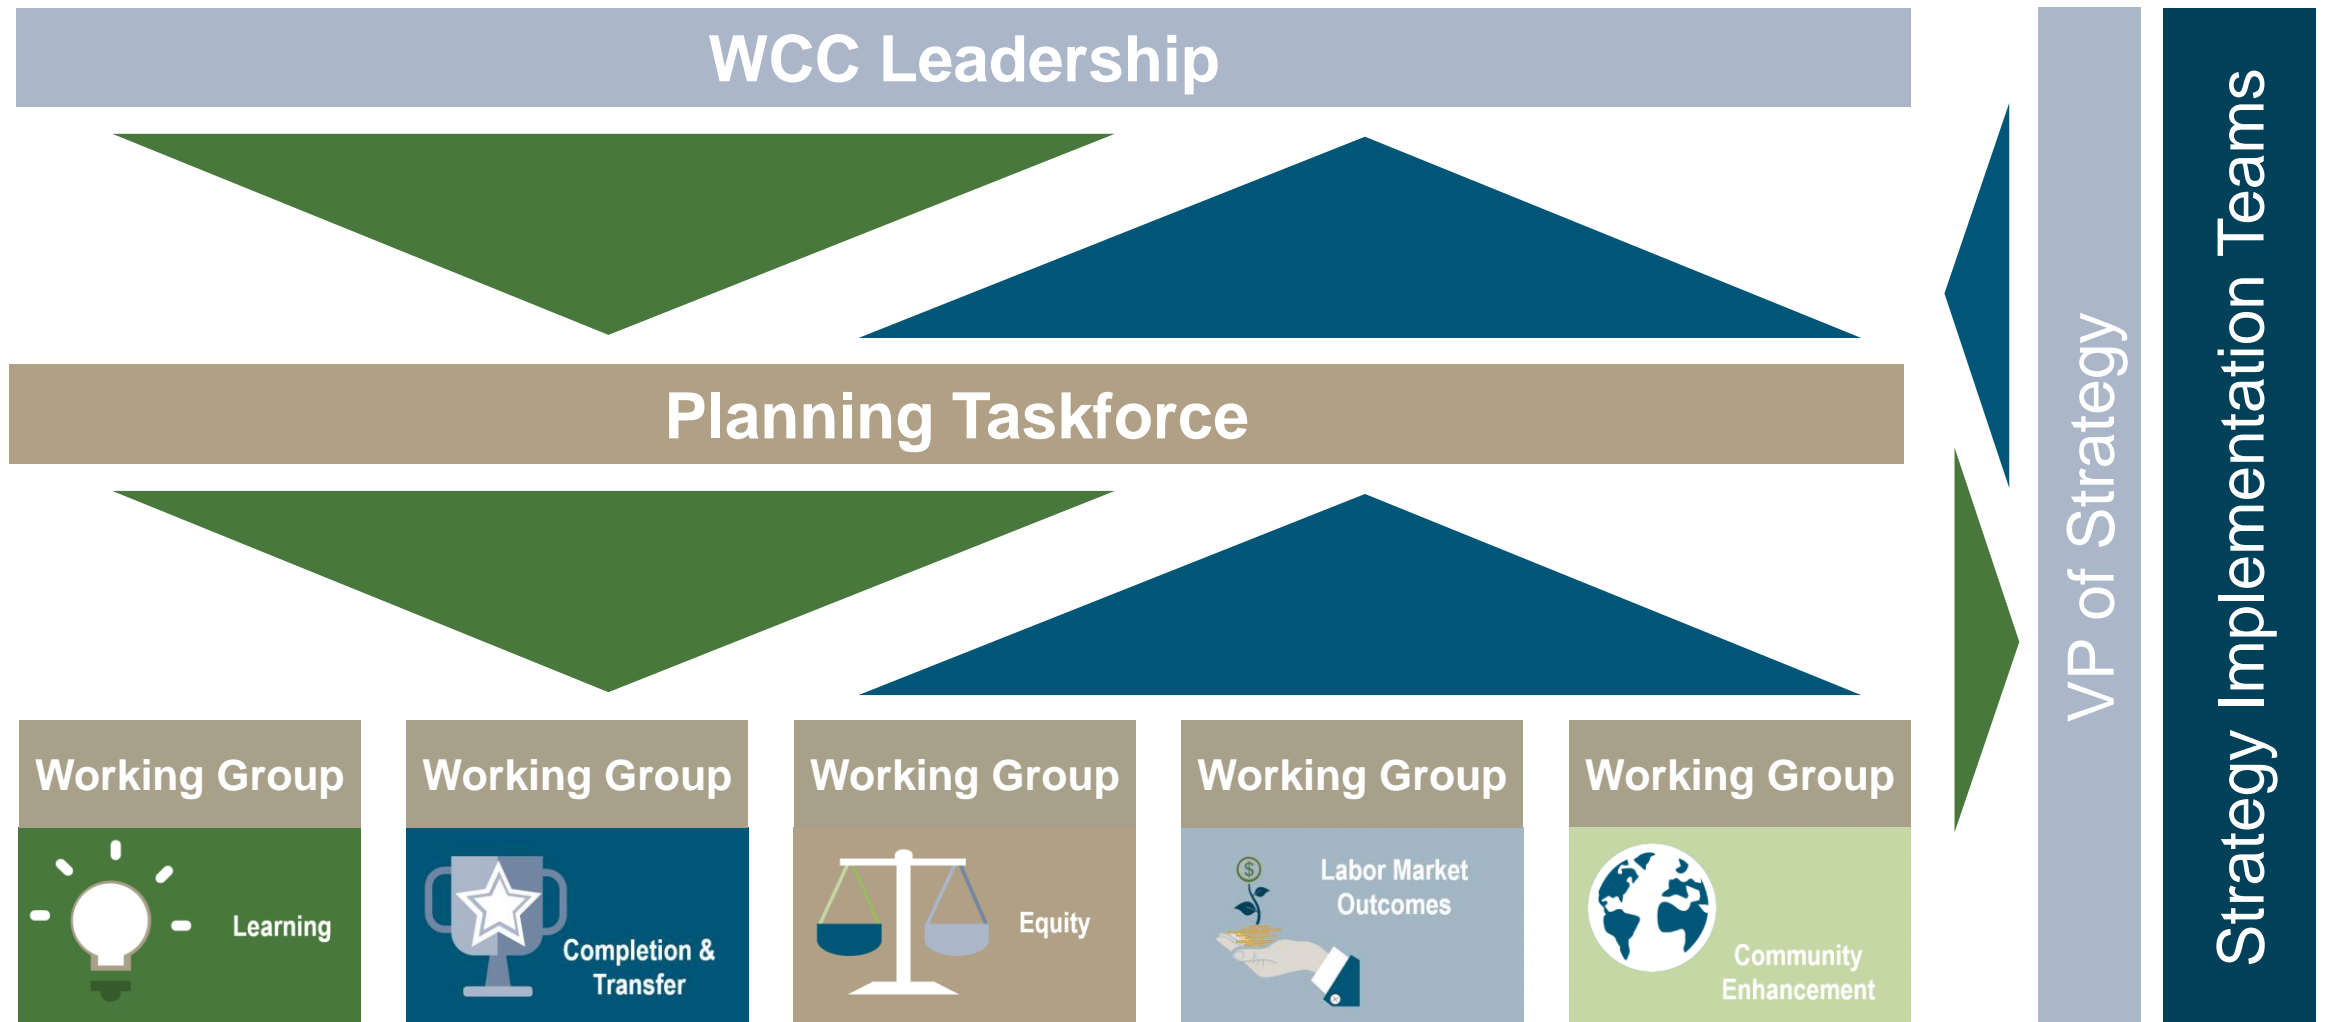 WCC Leadership
Planning Taskforce
Working Group
Learning
Working Group
Completion &
Transfer
Working Group
Equity
Working Group
$
Labor Market
Outcomes
Working Group
Community
Enhancement
VP of Strategy
Strategy Implementation Teams